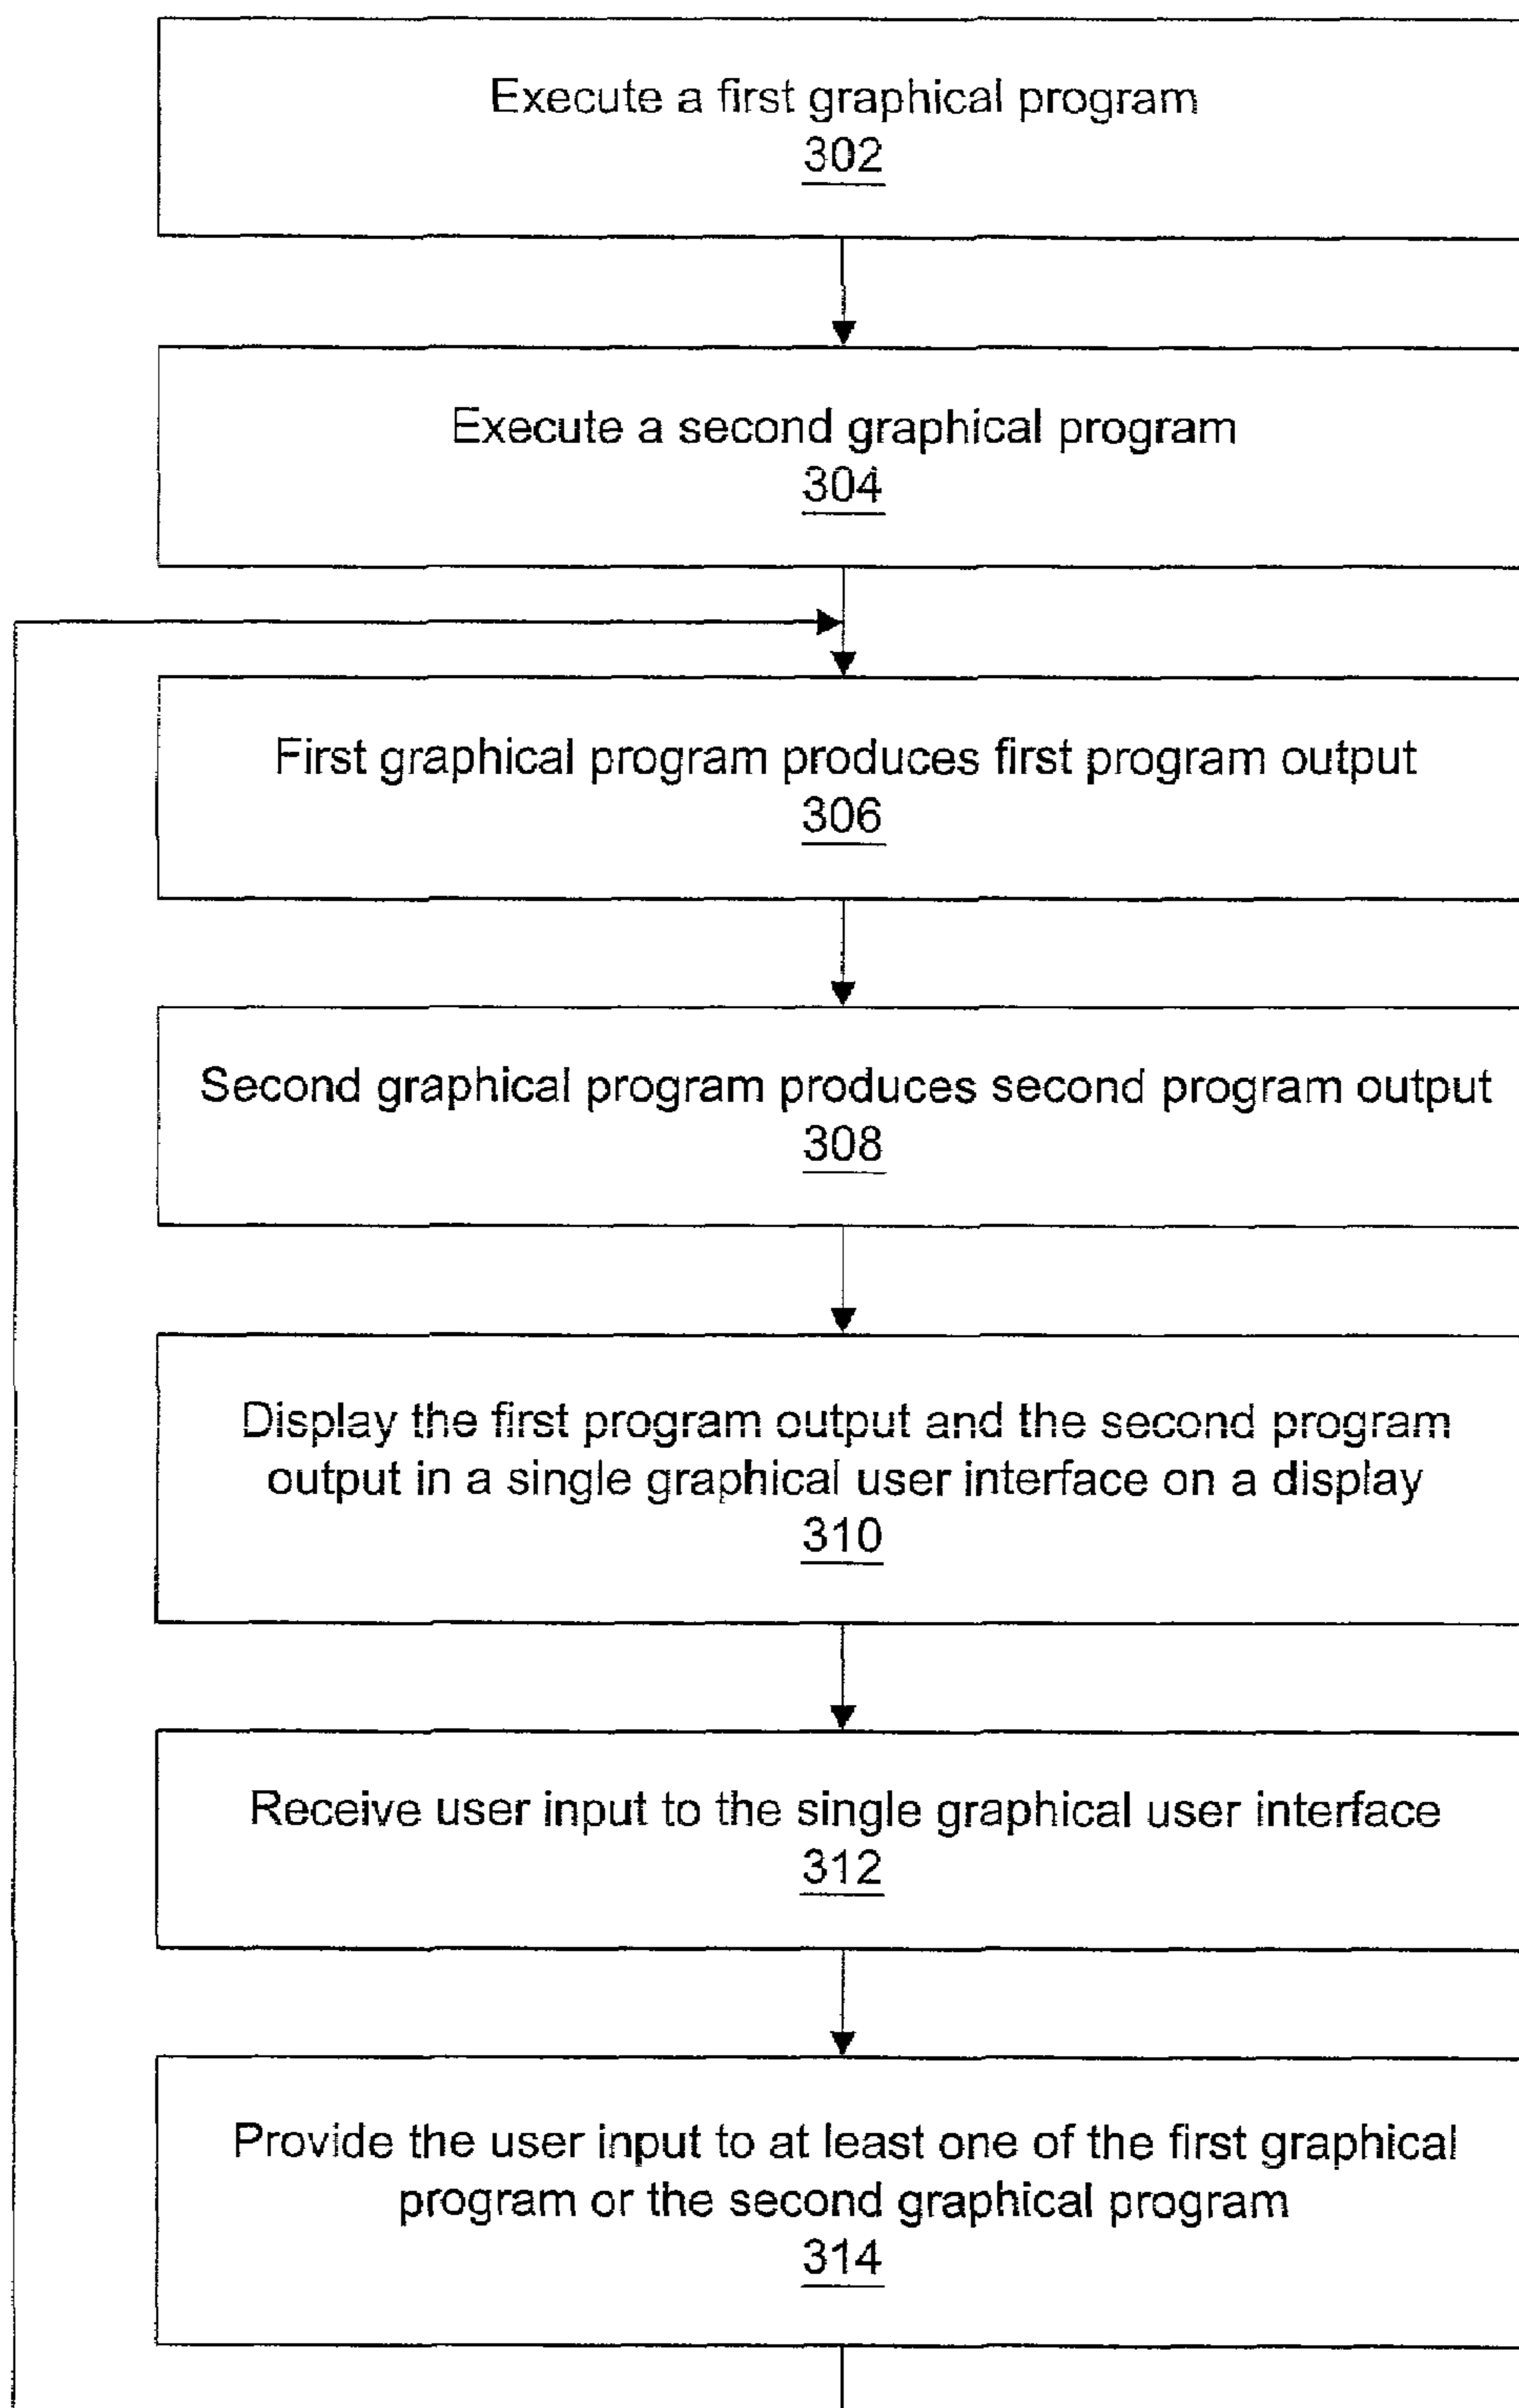 Execute a first graphical program
302
Execute a second graphical program
304
First graphical program produces first program output
306
Second graphical program produces second program output
308
Display the first program output and the second program
output in a single graphical user interface on a display
310
Receive user input to the single graphical user interface
312
Provide the user input to at least one of the first graphical
program or the second graphical program
314